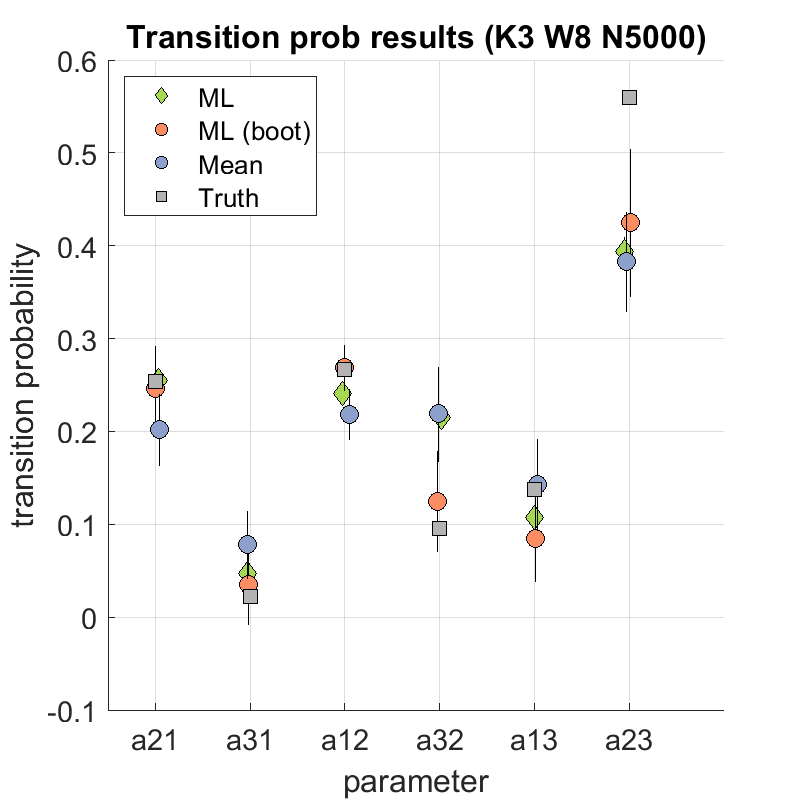 Transition prob results (K3 W8 N5000)
ML
ML (boot)
Mean
Truth
transition probability
0.6
0.5
0.4
0.3
0.2
0.1
0
-0.1
a21 a31 a12 a32 a13 a23
parameter